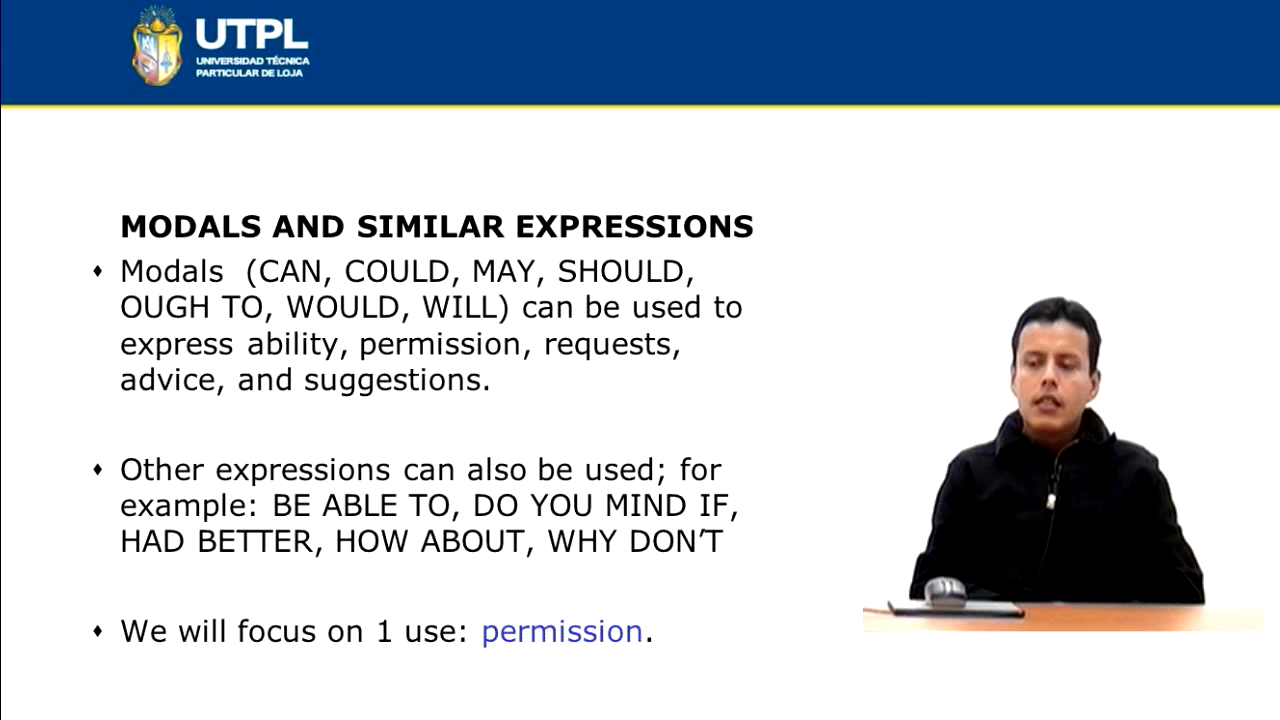 UTPL
UNIVERSIDAD TÉCNICA
PARTICULAR DE LOJA
MODALS AND SIMILAR EXPRESSIONS
Modals (CAN, COULD, MAY, SHOULD,
OUGH TO, WOULD, WILL) can be used to
express ability, permission, requests,
advice, and suggestions.
Other expressions can also be used; for
example: BE ABLE TO, DO YOU MIND IF,
HAD BETTER, HOW ABOUT, WHY DON’T
We will focus on 1 use: permission.